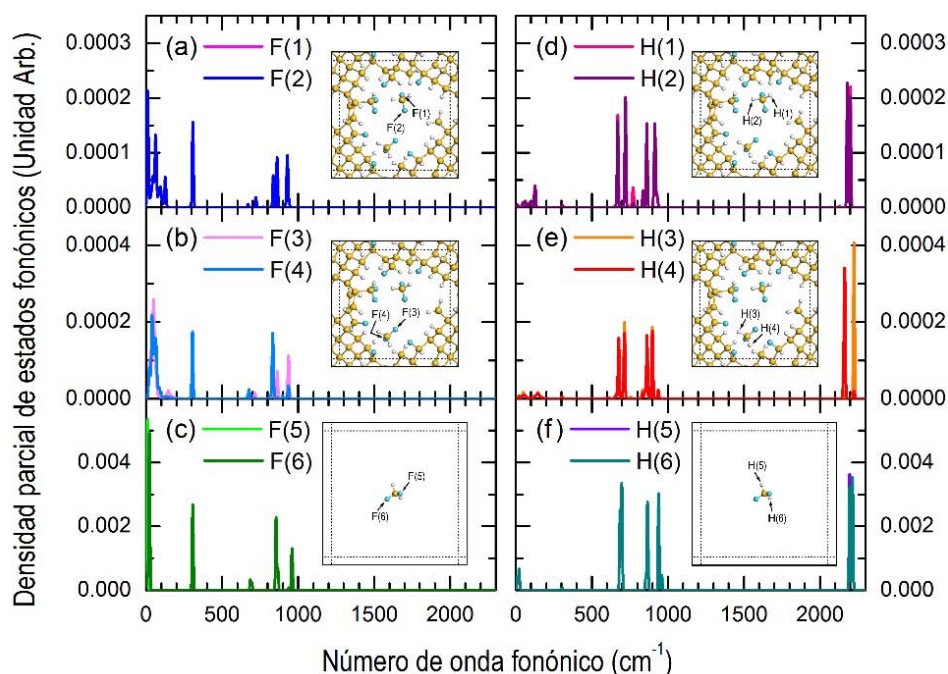 Densidad parcial de estados fonónicos (Unidad Arb.)
0.0003
0.0002
0.0001
0.0000
(a)
F(1)
F(2)
F(1)
F(2)
(d)
H(1)
H(2)
H(2)
H(1)
0.0003
0.0002
0.0001
0.0000
0.0004
0.0002
0.0000
(b)
F(3)
F(4)
F(4)
F(3)
(e)
H(3)
H(4)
H(3)
H(4)
0.0004
0.0002
0.0000
0.004
0.002
0.000
(c)
F(5)
F(6)
F(5)
F(6)
(f)
H(5)
H(6)
H(5)
H(6)
0.004
0.002
0.000
0 500 1000 1500 2000
0 500 1000 1500 2000
Número de onda fonónico (cm⁻¹)